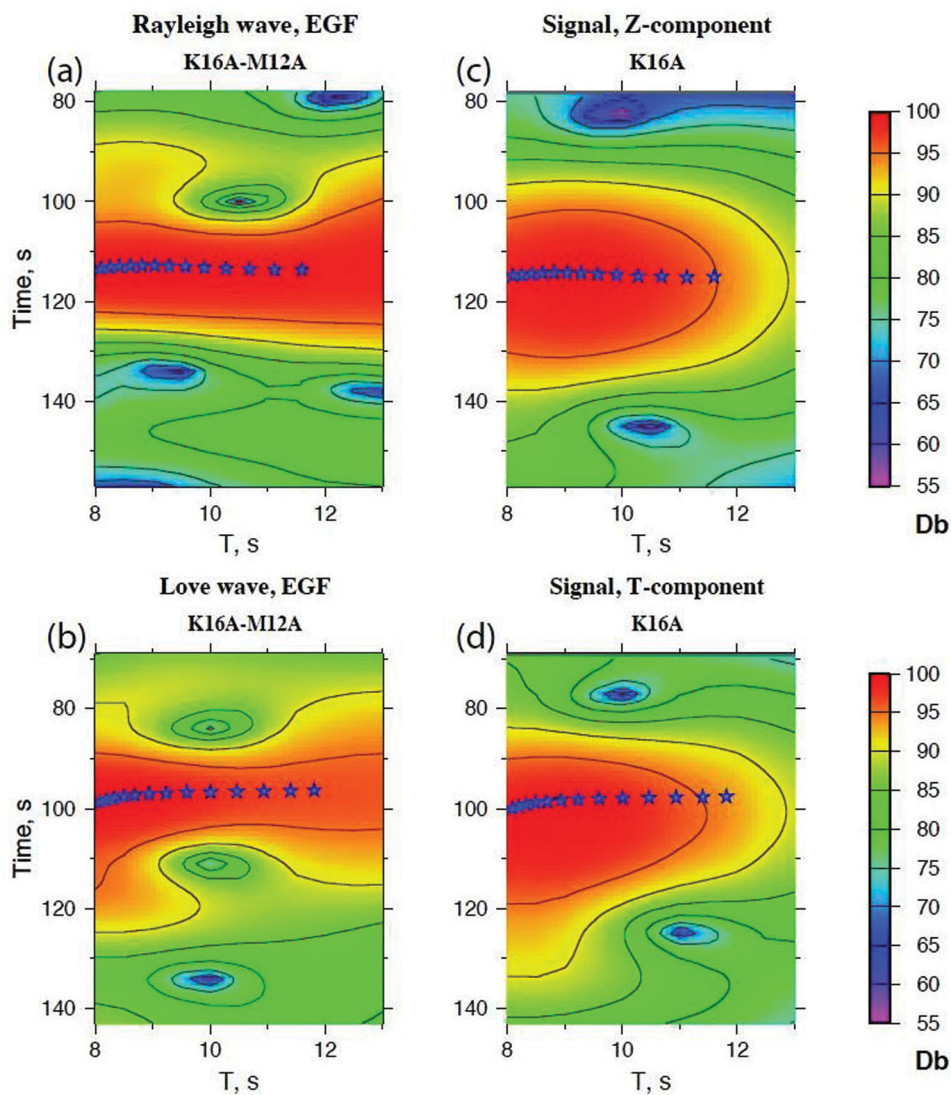 Rayleigh wave, EGF
K16A-M12A
(a)
Time, s
80
100
120
140
8
10
12
T, s
Signal, Z-component
K16A
(c)
80
100
120
140
8
10
12
T, s
100
95
90
85
80
75
70
65
60
55
Db
Love wave, EGF
K16A-M12A
(b)
Time, s
80
100
120
140
8
10
12
T, s
Signal, T-component
K16A
(d)
80
100
120
140
8
10
12
T, s
100
95
90
85
80
75
70
65
60
55
Db